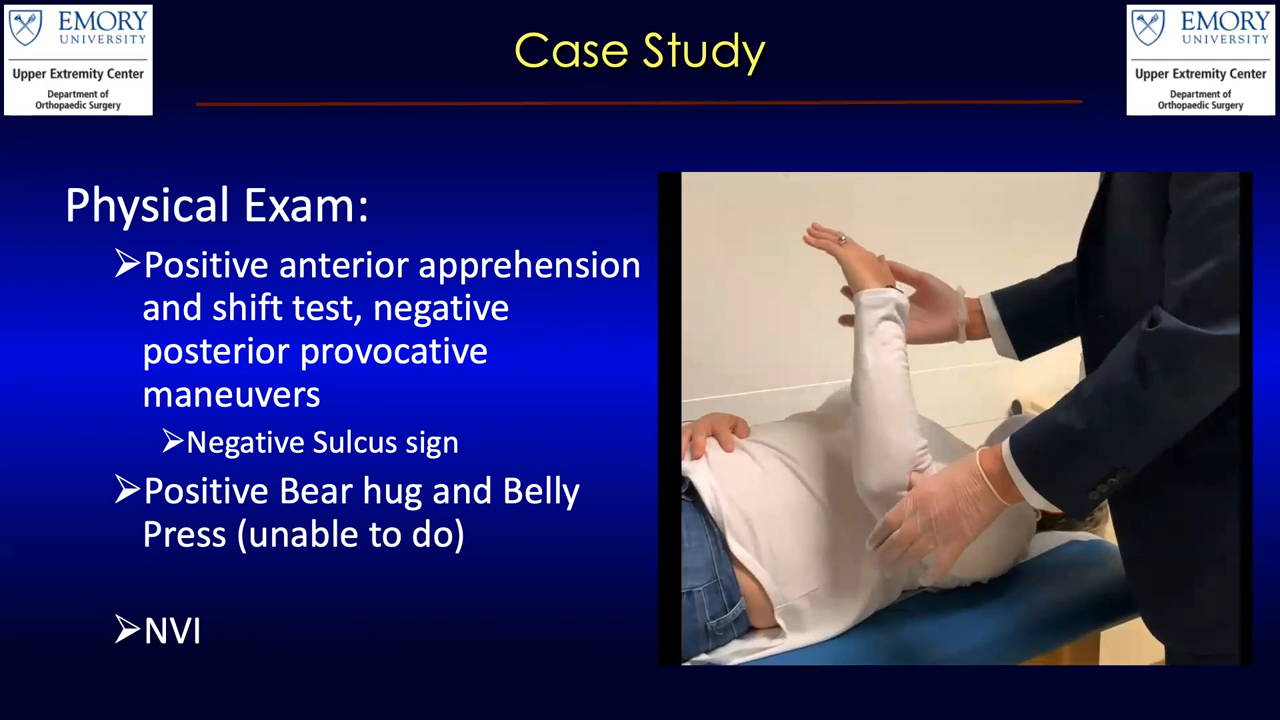 EMORY
UNIVERSITY
Upper Extremity Center
Department of
Orthopaedic Surgery
Case Study
EMORY
UNIVERSITY
Upper Extremity Center
Department of
Orthopaedic Surgery
Physical Exam:
➢Positive anterior apprehension
and shift test, negative
posterior provocative
maneuvers
➢Negative Sulcus sign
➢Positive Bear hug and Belly
Press (unable to do)
➢NVI